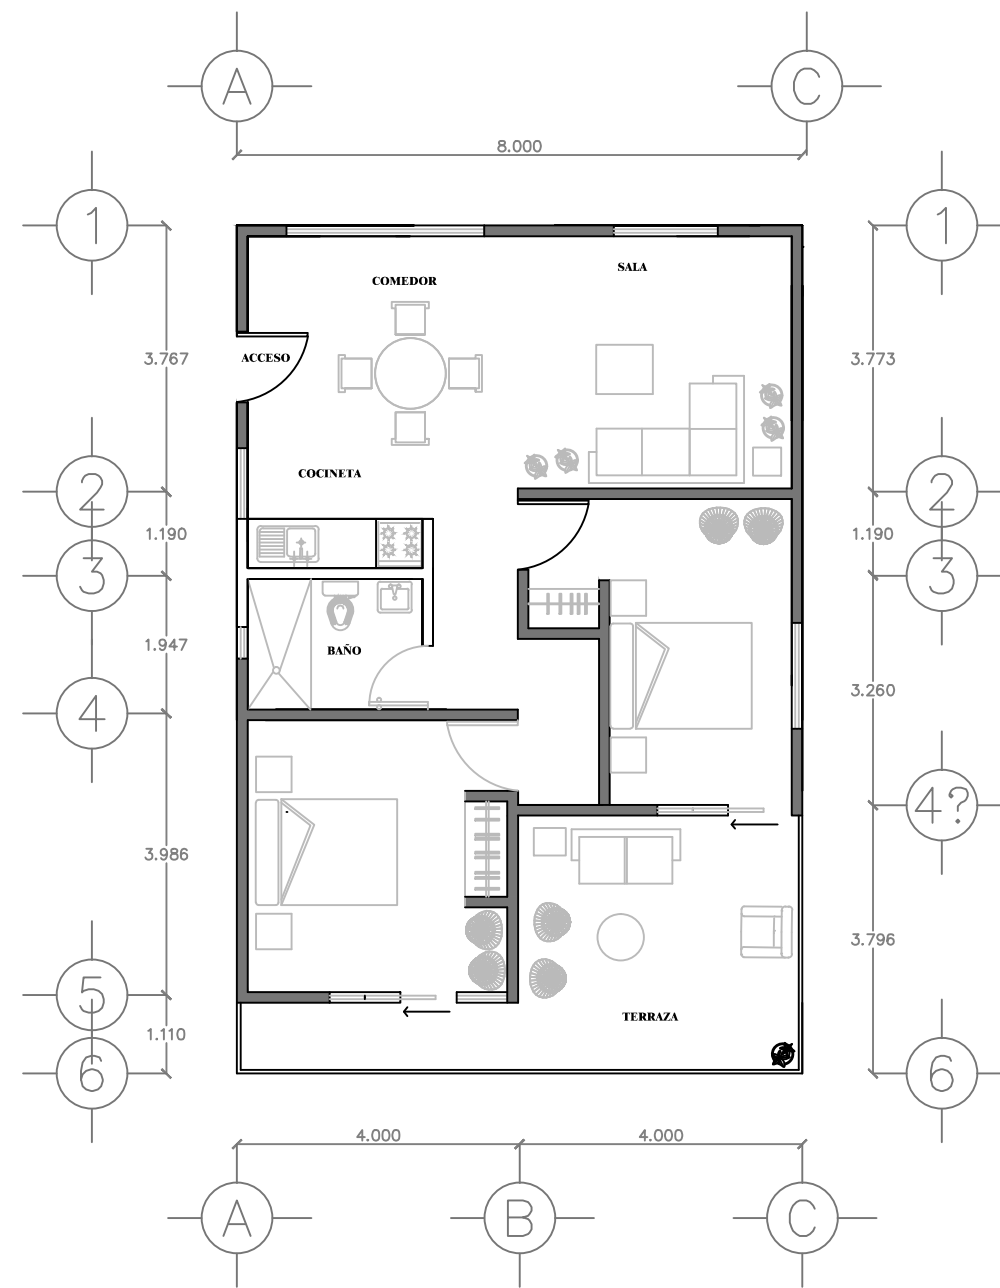 A C
8.000
1 1
COMEDOR SALA
3.767 ACCESO 3.773
COCINETA
2 2
1.190 1.190
3 3
1.947 BAÑO
3.260
4
4?
3.986
3.796
5
TERRAZA
1.110
6 6
4.000 4.000
A B C